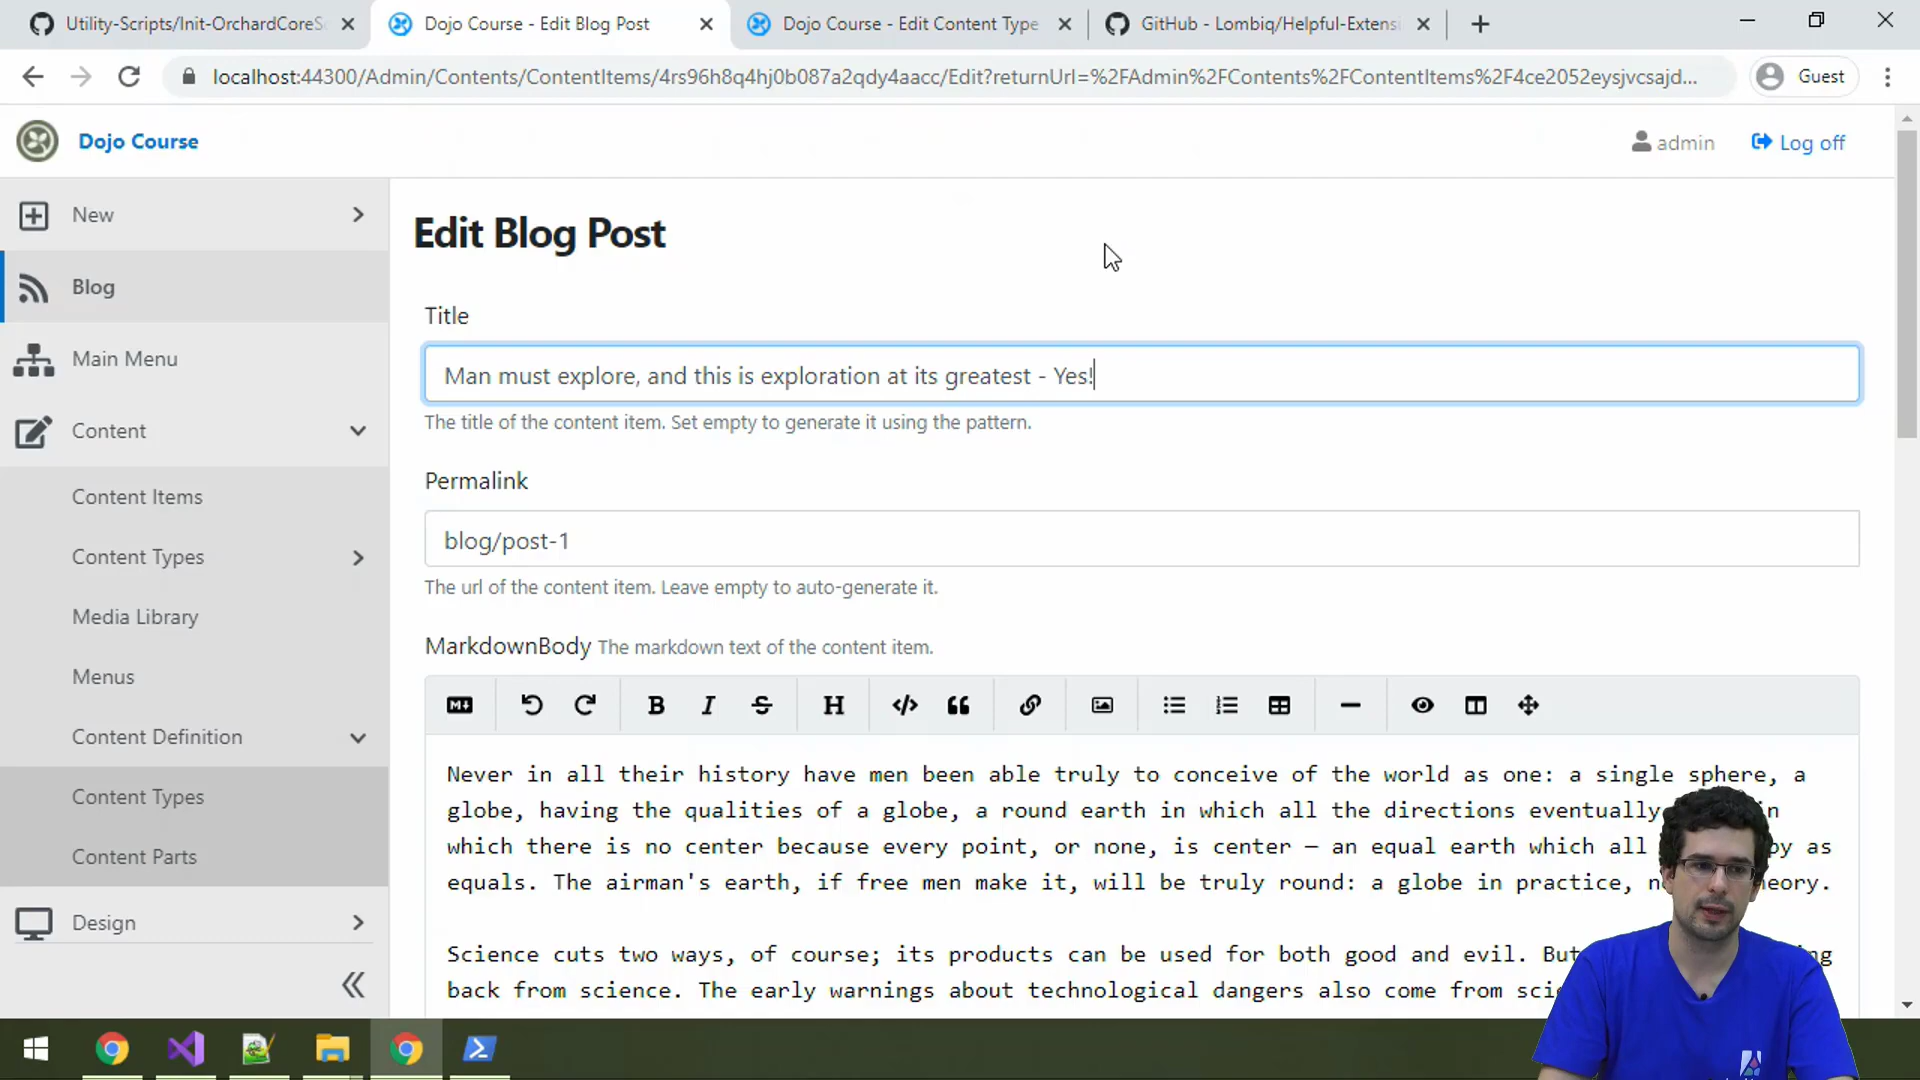 Utility-Scripts/Init-OrchardCoreSo
Dojo Course - Edit Blog Post
Dojo Course - Edit Content Type
GitHub - Lombiq/Helpful-Extensi
localhost:44300/Admin/Contents/ContentItems/4rs96h8q4hj0b087a2qdy4aacc/Edit?returnUrl=%2FAdmin%2FContents%2FContentItems%2F4ce2052eysjvcsajd...
Guest
Dojo Course
admin
Log off
New
Blog
Main Menu
Content
Content Items
Content Types
Media Library
Menus
Content Definition
Content Types
Content Parts
Design
Edit Blog Post
Title
Man must explore, and this is exploration at its greatest - Yes!
The title of the content item. Set empty to generate it using the pattern.
Permalink
blog/post-1
The url of the content item. Leave empty to auto-generate it.
MarkdownBody The markdown text of the content item.
Never in all their history have men been able truly to conceive of the world as one: a single sphere, a
globe, having the qualities of a globe, a round earth in which all the directions eventually in
which there is no center because every point, or none, is center — an equal earth which all by as
equals. The airman's earth, if free men make it, will be truly round: a globe in practice,
Science cuts two ways, of course; its products can be used for both good and evil. But
back from science. The early warnings about technological dangers also come from